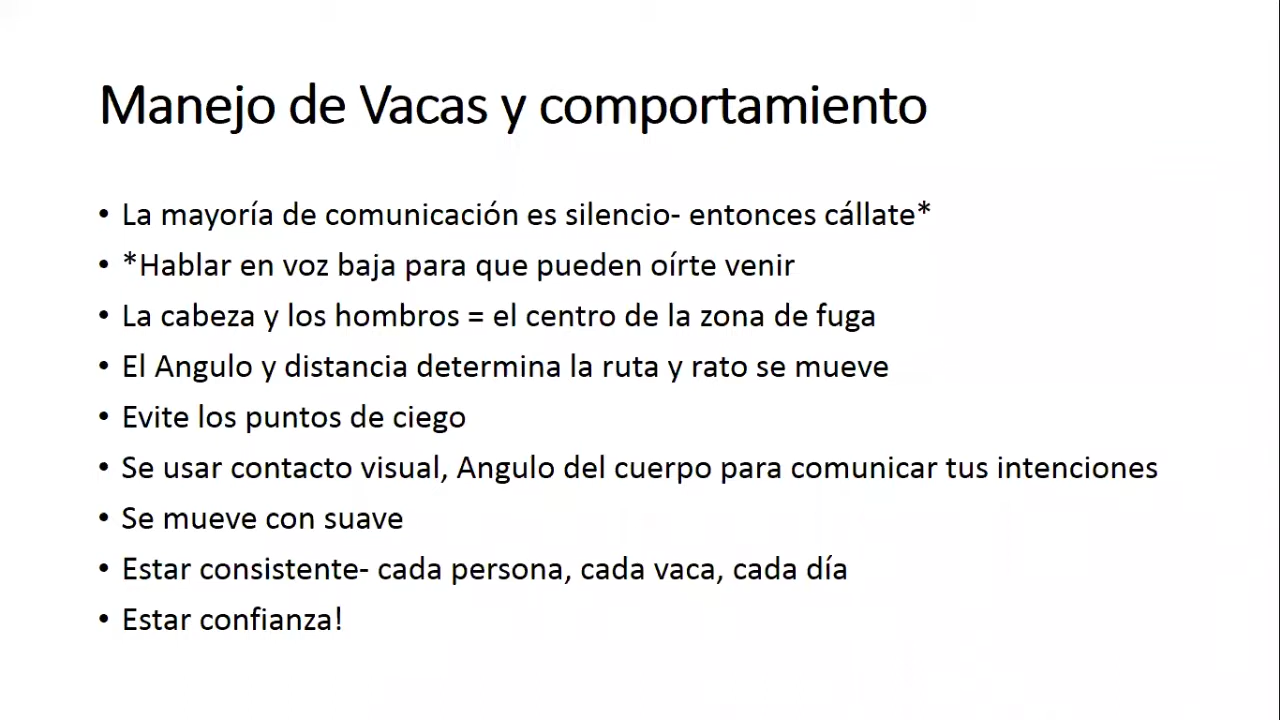 Manejo de Vacas y comportamiento
• La mayoría de comunicación es silencio- entonces cállate*
• *Hablar en voz baja para que pueden oírte venir
• La cabeza y los hombros = el centro de la zona de fuga
• El Angulo y distancia determina la ruta y rato se mueve
• Evite los puntos de ciego
• Se usar contacto visual, Angulo del cuerpo para comunicar tus intenciones
• Se mueve con suave
• Estar consistente- cada persona, cada vaca, cada día
• Estar confianza!